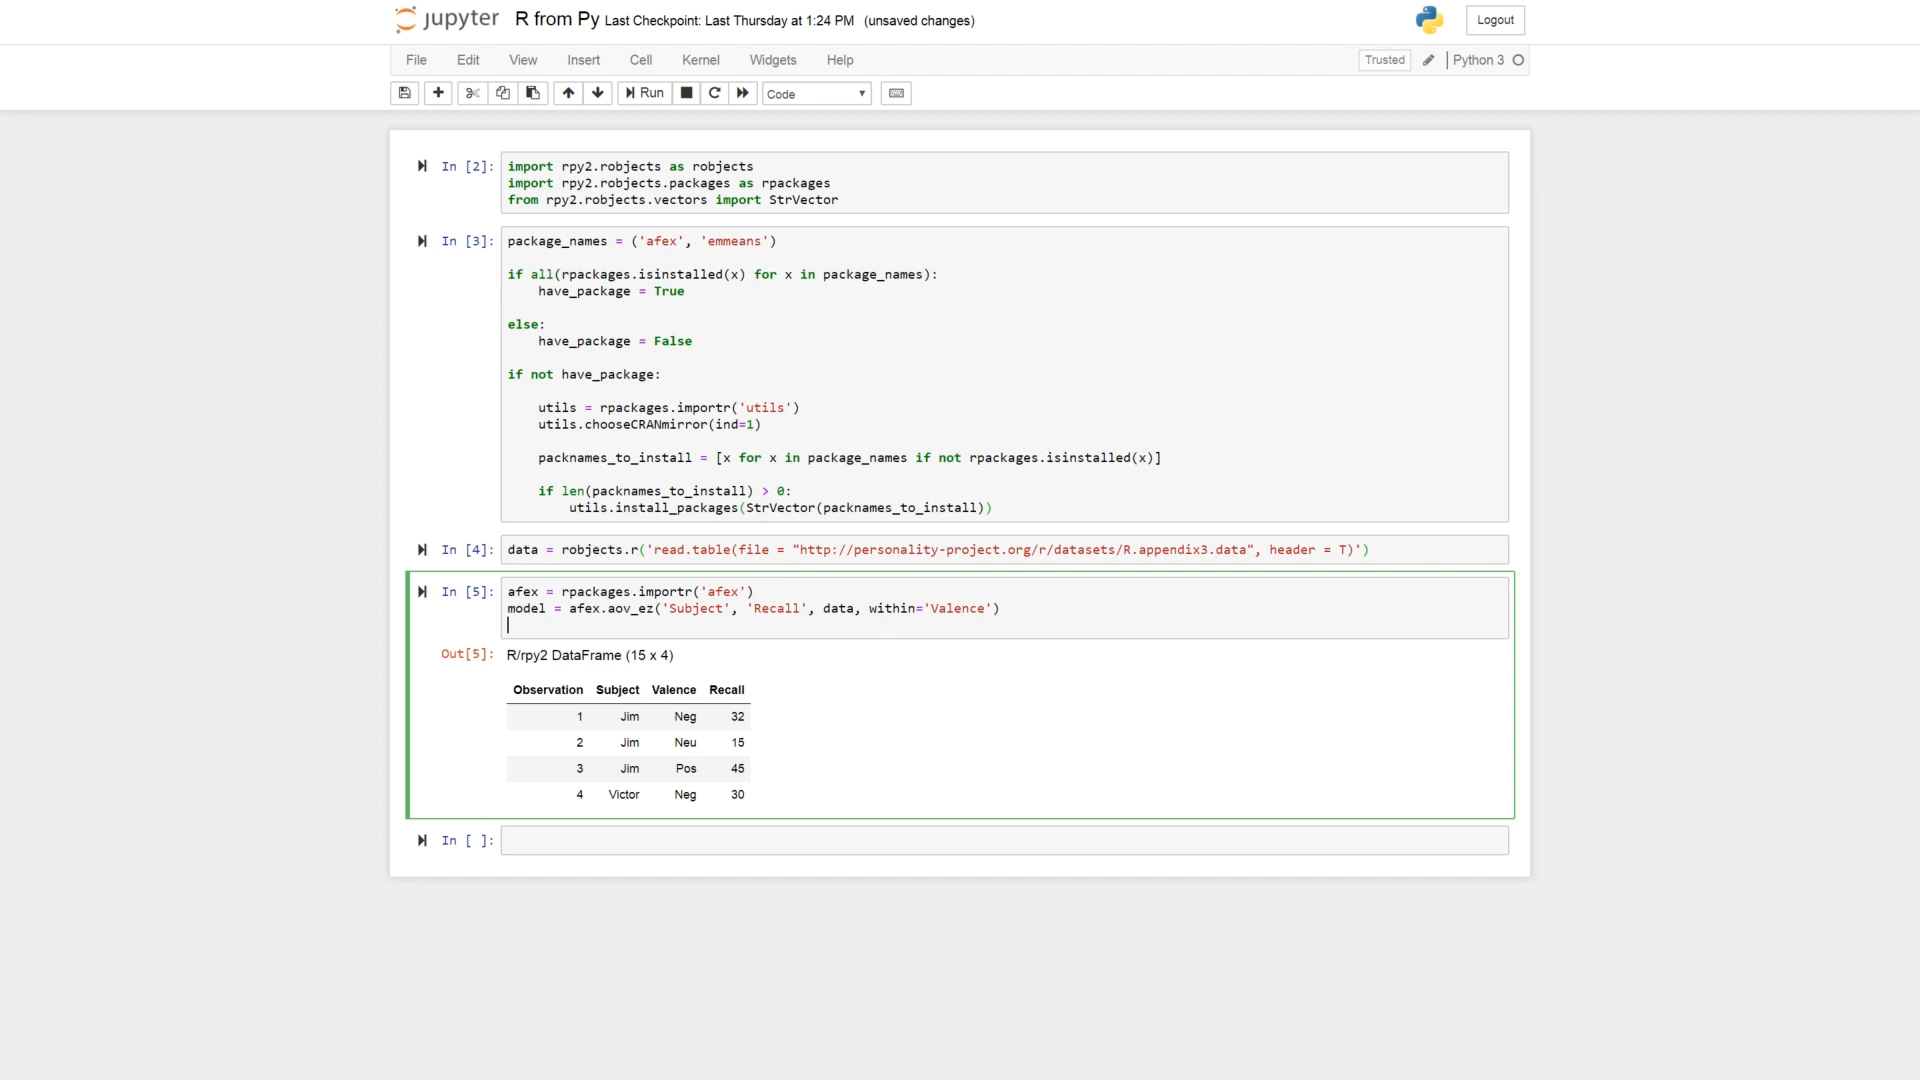 jupyter R from Py Last Checkpoint: Last Thursday at 1:24 PM (unsaved changes) Logout
File Edit View Insert Cell Kernel Widgets Help Trusted Python 3
Run Code
In [2]: import rpy2.robjects as robjects
import rpy2.robjects.packages as rpackages
from rpy2.robjects.vectors import StrVector
In [3]: package_names = ('afex', 'emmeans')
if all(rpackages.isinstalled(x) for x in package_names):
have_package = True
else:
have_package = False
if not have_package:
utils = rpackages.importr('utils')
utils.chooseCRANmirror(ind=1)
packnames_to_install = [x for x in package_names if not rpackages.isinstalled(x)]
if len(packnames_to_install) > 0:
utils.install_packages(StrVector(packnames_to_install))
In [4]: data = robjects.r('read.table(file = "http://personality-project.org/r/datasets/R.appendix3.data", header = T)')
In [5]: afex = rpackages.importr('afex')
model = afex.aov_ez('Subject', 'Recall', data, within='Valence')
Out[5]: R/rpy2 DataFrame (15 x 4)
Observation Subject Valence Recall
1 Jim Neg 32
2 Jim Neu 15
3 Jim Pos 45
4 Victor Neg 30
In [ ]: